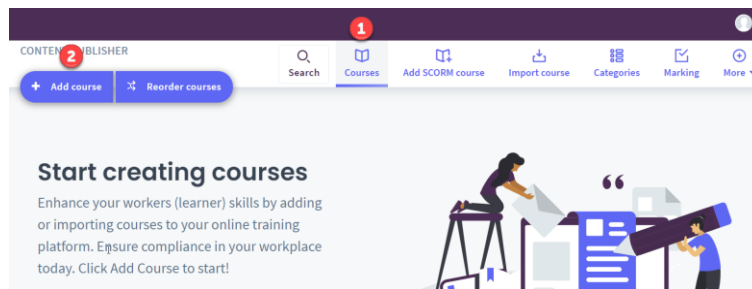 1
CONTENT PUBLISHER
2
Search
Courses
Add SCORM course
Import course
Categories
Marking
More
+ Add course
Reorder courses
Start creating courses
Enhance your workers (learner) skills by adding
or importing courses to your online training
platform. Ensure compliance in your workplace
today. Click Add Course to start!